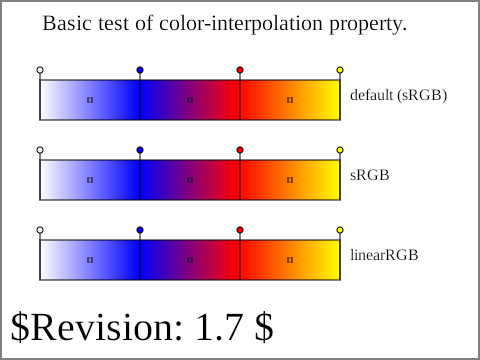 Basic test of color-interpolation property.
¤ ¤ ¤ default (sRGB)
¤ ¤ ¤ sRGB
¤ ¤ ¤ linearRGB
$Revision: 1.7 $